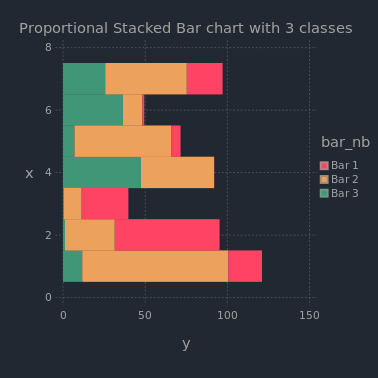 Proportional Stacked Bar chart with 3 classes
8
6
4
2
0
x
0 50 100 150
y
bar_nb
Bar 1
Bar 2
Bar 3